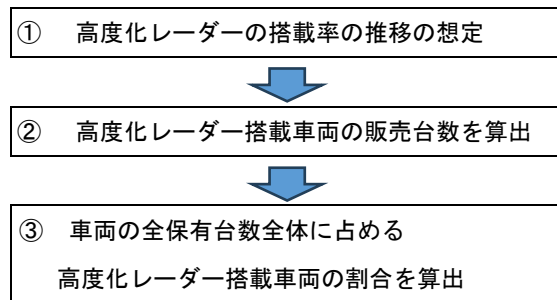 ① 高度化レーダーの搭載率の推移の想定
② 高度化レーダー搭載車両の販売台数を算出
③ 車両の全保有台数全体に占める
高度化レーダー搭載車両の割合を算出